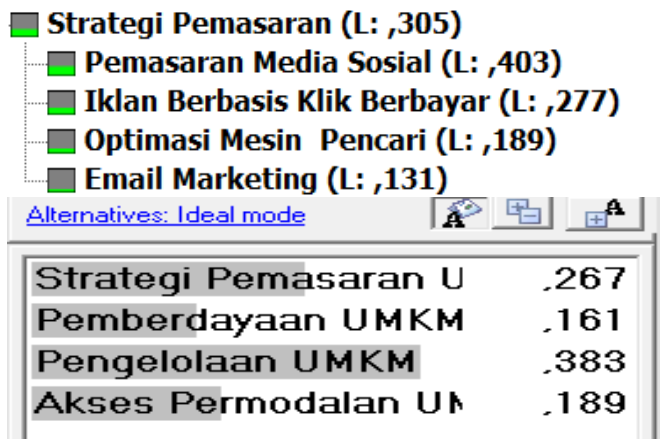 Strategi Pemasaran (L: ,305)
Pemasaran Media Sosial (L: ,403)
Iklan Berbasis Klik Berbayar (L: ,277)
Optimasi Mesin Pencari (L: ,189)
Email Marketing (L: ,131)
Alternatives: Ideal mode A A
Strategi Pemasaran U ,267
Pemberdayaan UMKM ,161
Pengelolaan UMKM ,383
Akses Permodalan UM ,189